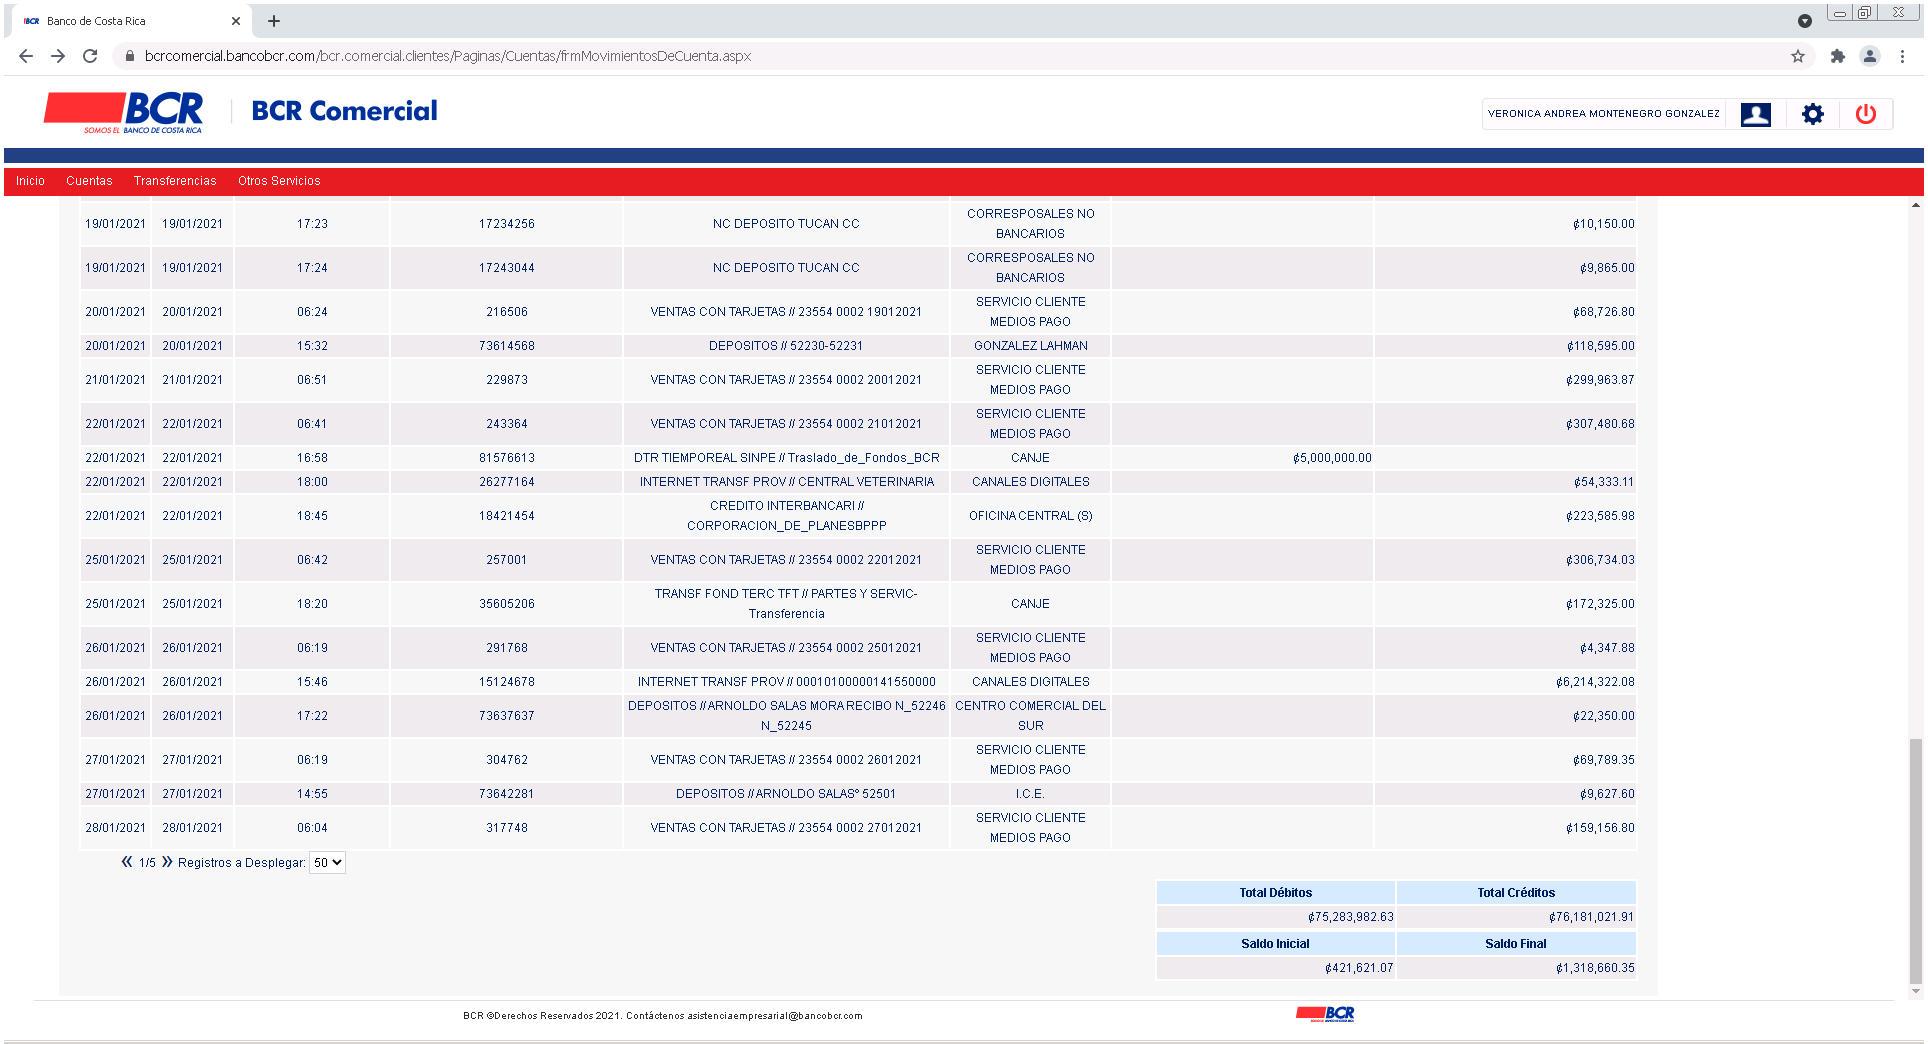 BCR Banco de Costa Rica
bcrcomercial.bancobcr.com/bcr.comercial.clientes/Paginas/Cuentas/frmMovimientosDeCuenta.aspx
BCR
SOMOS EL BANCO DE COSTA RICA
BCR Comercial
VERONICA ANDREA MONTENEGRO GONZALEZ
Inicio Cuentas Transferencias Otros Servicios
19/01/2021 19/01/2021 17:23 17234256 NC DEPOSITO TUCAN CC CORRESPOSALES NO BANCARIOS ¢10,150.00
19/01/2021 19/01/2021 17:24 17243044 NC DEPOSITO TUCAN CC CORRESPOSALES NO BANCARIOS ¢9,865.00
20/01/2021 20/01/2021 06:24 216506 VENTAS CON TARJETAS // 23554 0002 19012021 SERVICIO CLIENTE MEDIOS PAGO ¢68,726.80
20/01/2021 20/01/2021 15:32 73614568 DEPOSITOS // 52230-52231 GONZALEZ LAHMAN ¢118,595.00
21/01/2021 21/01/2021 06:51 229873 VENTAS CON TARJETAS // 23554 0002 20012021 SERVICIO CLIENTE MEDIOS PAGO ¢299,963.87
22/01/2021 22/01/2021 06:41 243364 VENTAS CON TARJETAS // 23554 0002 21012021 SERVICIO CLIENTE MEDIOS PAGO ¢307,480.68
22/01/2021 22/01/2021 16:58 81576613 DTR TIEMPOREAL SINPE // Traslado_de_Fondos_BCR CANJE ¢5,000,000.00
22/01/2021 22/01/2021 18:00 26277164 INTERNET TRANSF PROV // CENTRAL VETERINARIA CANALES DIGITALES ¢54,333.11
22/01/2021 22/01/2021 18:45 18421454 CREDITO INTERBANCARI // CORPORACION_DE_PLANESBPPP OFICINA CENTRAL (S) ¢223,585.98
25/01/2021 25/01/2021 06:42 257001 VENTAS CON TARJETAS // 23554 0002 22012021 SERVICIO CLIENTE MEDIOS PAGO ¢306,734.03
25/01/2021 25/01/2021 18:20 35605206 TRANSF FOND TERC TFT // PARTES Y SERVIC-Transferencia CANJE ¢172,325.00
26/01/2021 26/01/2021 06:19 291768 VENTAS CON TARJETAS // 23554 0002 25012021 SERVICIO CLIENTE MEDIOS PAGO ¢4,347.88
26/01/2021 26/01/2021 15:46 15124678 INTERNET TRANSF PROV // 00010100000141550000 CANALES DIGITALES ¢6,214,322.08
26/01/2021 26/01/2021 17:22 73637637 DEPOSITOS // ARNOLDO SALAS MORA RECIBO N_52246 N_52245 CENTRO COMERCIAL DEL SUR ¢22,350.00
27/01/2021 27/01/2021 06:19 304762 VENTAS CON TARJETAS // 23554 0002 26012021 SERVICIO CLIENTE MEDIOS PAGO ¢69,789.35
27/01/2021 27/01/2021 14:55 73642281 DEPOSITOS // ARNOLDO SALASº 52501 I.C.E. ¢9,627.60
28/01/2021 28/01/2021 06:04 317748 VENTAS CON TARJETAS // 23554 0002 27012021 SERVICIO CLIENTE MEDIOS PAGO ¢159,156.80
« 1/5 » Registros a Desplegar: 50
Total Débitos Total Créditos
¢75,283,982.63 ¢76,181,021.91
Saldo Inicial Saldo Final
¢421,621.07 ¢1,318,660.35
BCR ©Derechos Reservados 2021. Contáctenos asistenciaempresarial@bancobcr.com
BCR